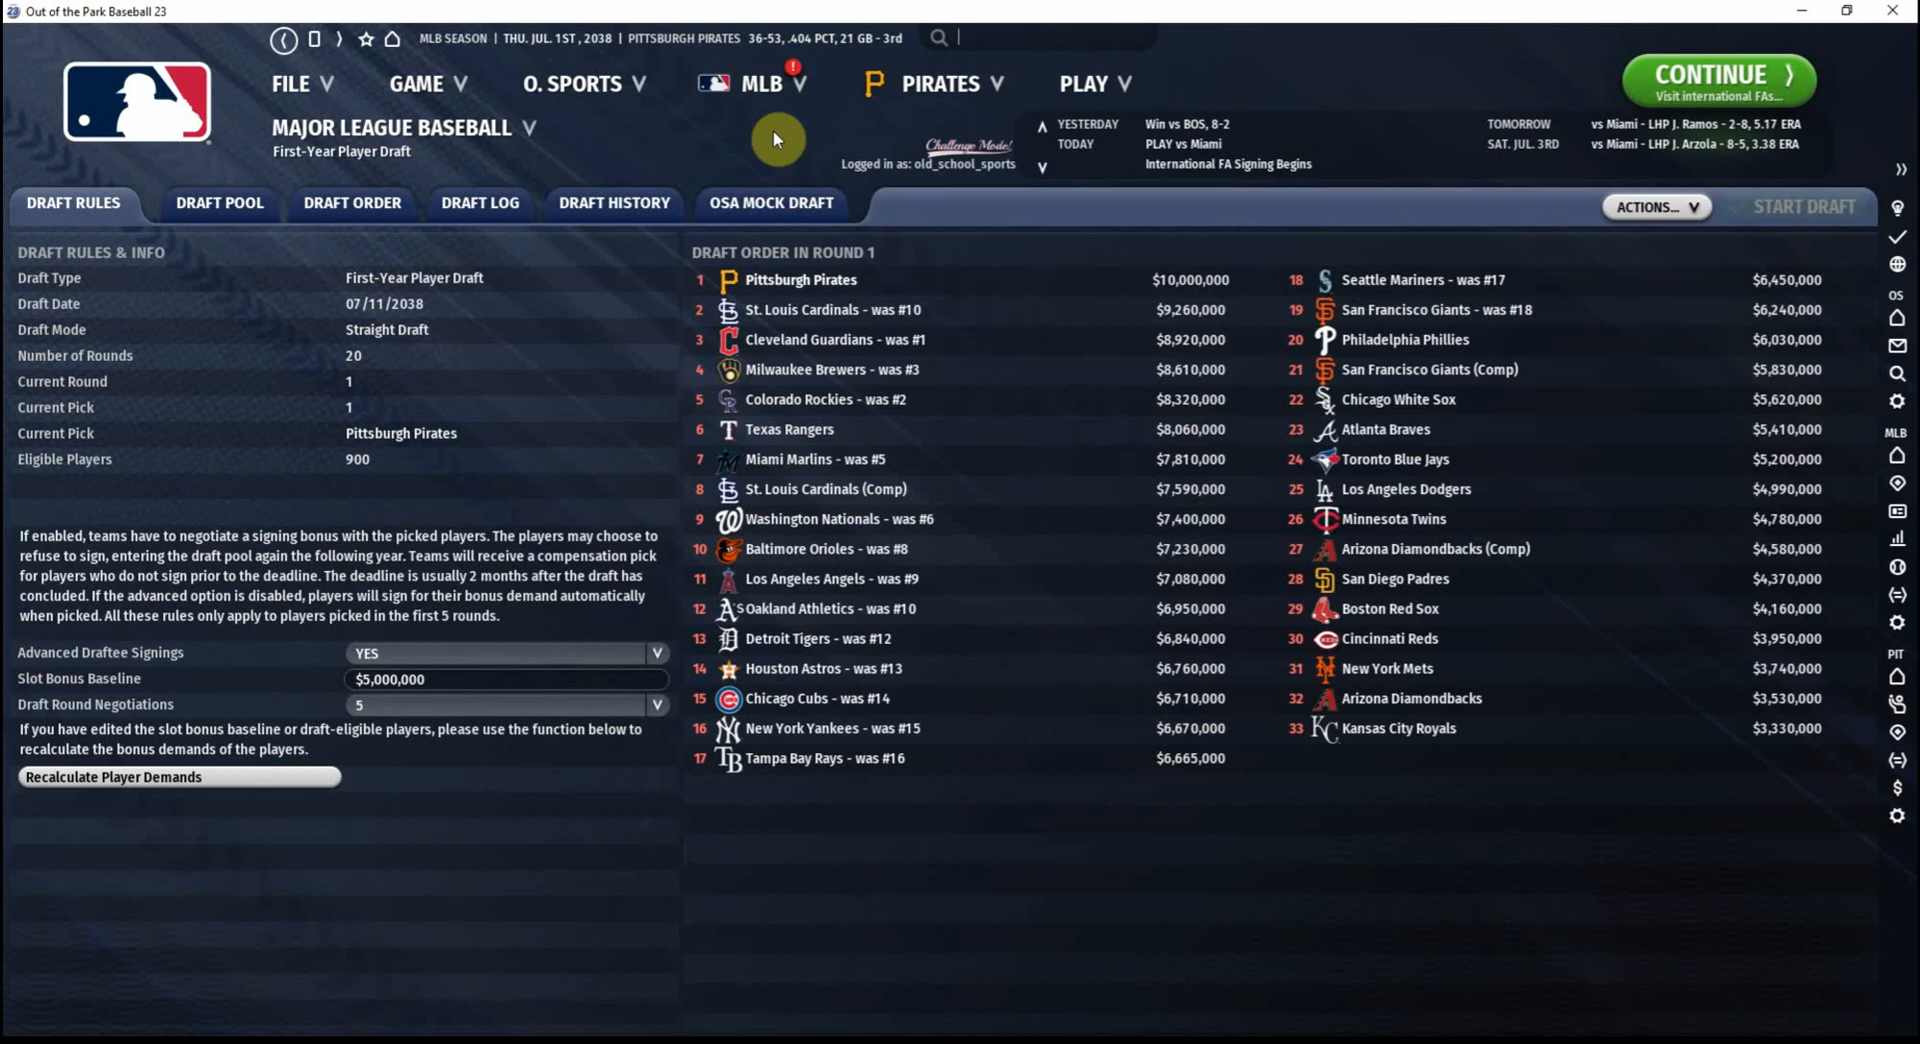 Out of the Park Baseball 23
MLB SEASON | THU. JUL. 1ST , 2038 | PITTSBURGH PIRATES 36-53, .404 PCT, 21 GB - 3rd
FILE GAME O. SPORTS MLB PIRATES PLAY
CONTINUE
Visit international FAs...
MAJOR LEAGUE BASEBALL
First-Year Player Draft
Challenge Mode!
Logged in as: old_school_sports
YESTERDAY Win vs BOS, 8-2
TODAY PLAY vs Miami
International FA Signing Begins
TOMORROW vs Miami - LHP J. Ramos - 2-8, 5.17 ERA
SAT. JUL. 3RD vs Miami - LHP J. Arzola - 8-5, 3.38 ERA
DRAFT RULES DRAFT POOL DRAFT ORDER DRAFT LOG DRAFT HISTORY OSA MOCK DRAFT
ACTIONS... START DRAFT
DRAFT RULES & INFO
Draft Type First-Year Player Draft
Draft Date 07/11/2038
Draft Mode Straight Draft
Number of Rounds 20
Current Round 1
Current Pick 1
Current Pick Pittsburgh Pirates
Eligible Players 900
If enabled, teams have to negotiate a signing bonus with the picked players. The players may choose to
refuse to sign, entering the draft pool again the following year. Teams will receive a compensation pick
for players who do not sign prior to the deadline. The deadline is usually 2 months after the draft has
concluded. If the advanced option is disabled, players will sign for their bonus demand automatically
when picked. All these rules only apply to players picked in the first 5 rounds.
Advanced Draftee Signings YES
Slot Bonus Baseline $5,000,000
Draft Round Negotiations 5
If you have edited the slot bonus baseline or draft-eligible players, please use the function below to
recalculate the bonus demands of the players.
Recalculate Player Demands
DRAFT ORDER IN ROUND 1
1 Pittsburgh Pirates $10,000,000
2 St. Louis Cardinals - was #10 $9,260,000
3 Cleveland Guardians - was #1 $8,920,000
4 Milwaukee Brewers - was #3 $8,610,000
5 Colorado Rockies - was #2 $8,320,000
6 Texas Rangers $8,060,000
7 Miami Marlins - was #5 $7,810,000
8 St. Louis Cardinals (Comp) $7,590,000
9 Washington Nationals - was #6 $7,400,000
10 Baltimore Orioles - was #8 $7,230,000
11 Los Angeles Angels - was #9 $7,080,000
12 Oakland Athletics - was #10 $6,950,000
13 Detroit Tigers - was #12 $6,840,000
14 Houston Astros - was #13 $6,760,000
15 Chicago Cubs - was #14 $6,710,000
16 New York Yankees - was #15 $6,670,000
17 Tampa Bay Rays - was #16 $6,665,000
18 Seattle Mariners - was #17 $6,450,000
19 San Francisco Giants - was #18 $6,240,000
20 Philadelphia Phillies $6,030,000
21 San Francisco Giants (Comp) $5,830,000
22 Chicago White Sox $5,620,000
23 Atlanta Braves $5,410,000
24 Toronto Blue Jays $5,200,000
25 Los Angeles Dodgers $4,990,000
26 Minnesota Twins $4,780,000
27 Arizona Diamondbacks (Comp) $4,580,000
28 San Diego Padres $4,370,000
29 Boston Red Sox $4,160,000
30 Cincinnati Reds $3,950,000
31 New York Mets $3,740,000
32 Arizona Diamondbacks $3,530,000
33 Kansas City Royals $3,330,000
OS
MLB
PIT